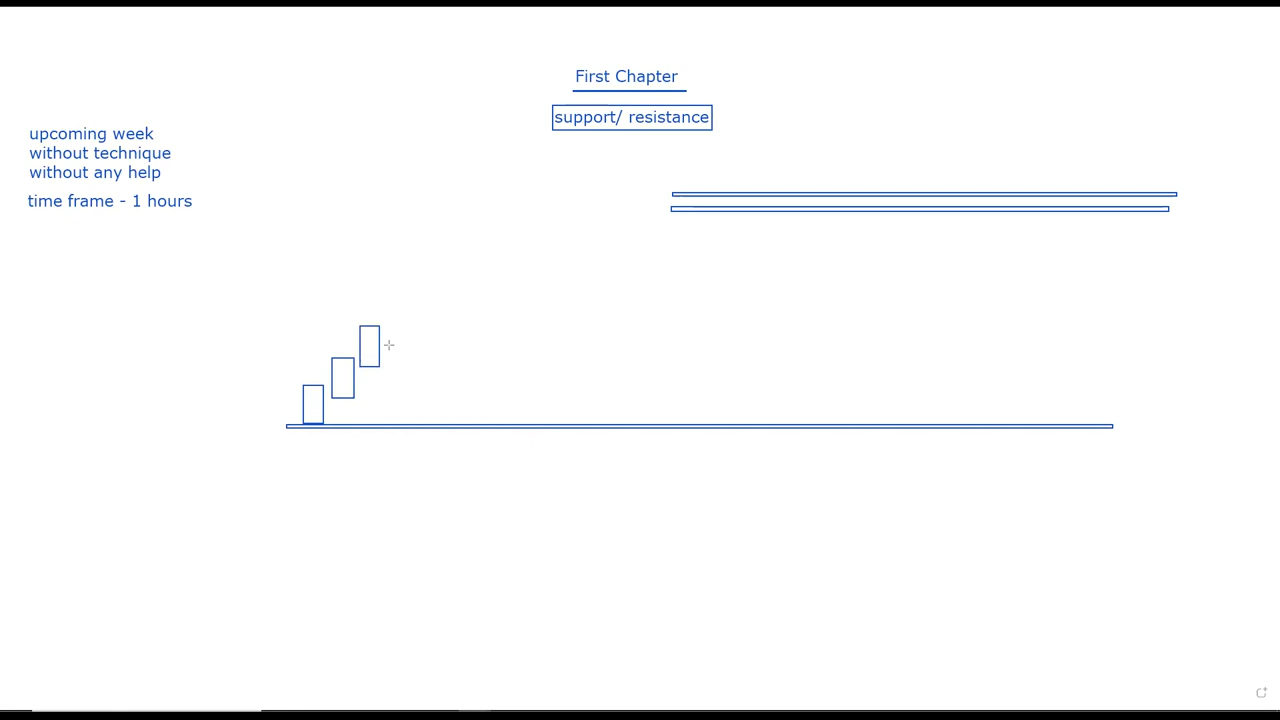 First Chapter
support/ resistance
upcoming week
without technique
without any help
time frame - 1 hours